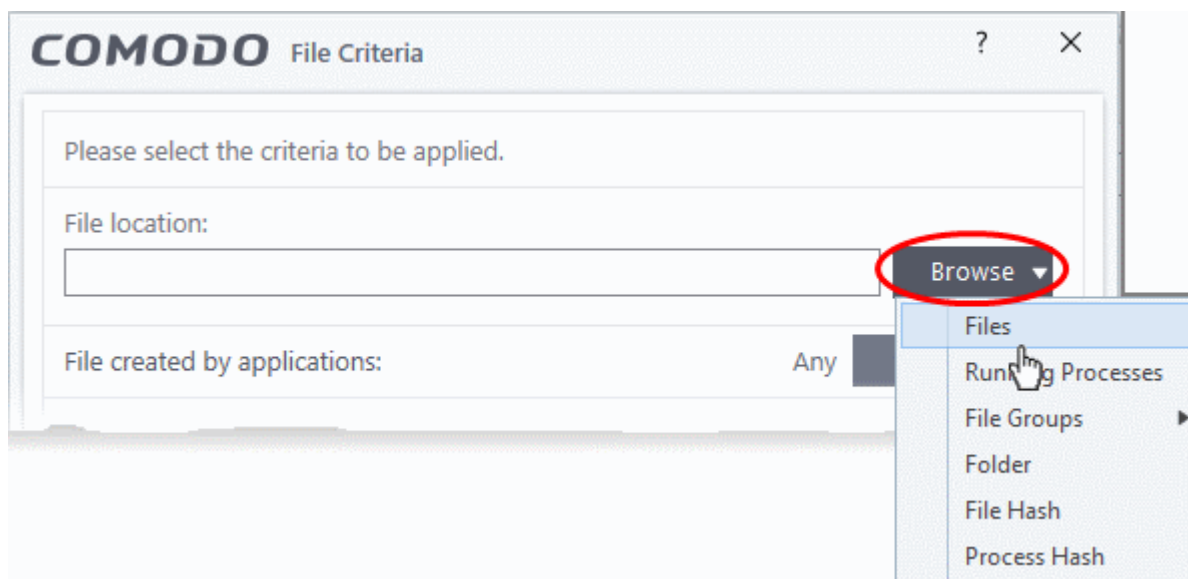 COMODO File Criteria ?
Please select the criteria to be applied.
File location:
Browse
File created by applications: Any
Files
Running Processes
File Groups
Folder
File Hash
Process Hash